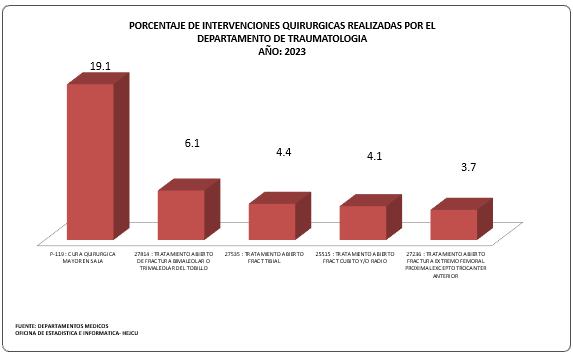 PORCENTAJE DE INTERVENCIONES QUIRURGICAS REALIZADAS POR EL
DEPARTAMENTO DE TRAUMATOLOGIA
AÑO: 2023
19.1
6.1
4.4
4.1
3.7
P-119 : CURA QUIRURGICA
MAYOR EN SALA
27814 : TRATAMIENTO ABIERTO
DE FRACTURA BIMALEOLAR O
TRIMALEOLAR DEL TOBILLO
27535 : TRATAMIENTO ABIERTO
FRACT TIBIAL
25515 : TRATAMIENTO ABIERTO
FRACT CUBITO Y/O RADIO
27236 : TRATAMIENTO ABIERTO
FRACTURA EXTREMO FEMORAL
PROXIMAL EXCEPTO TROCANTER
ANTERIOR
FUENTE: DEPARTAMENTOS MEDICOS
OFICINA DE ESTADISTICA E INFORMATICA- HEJCU